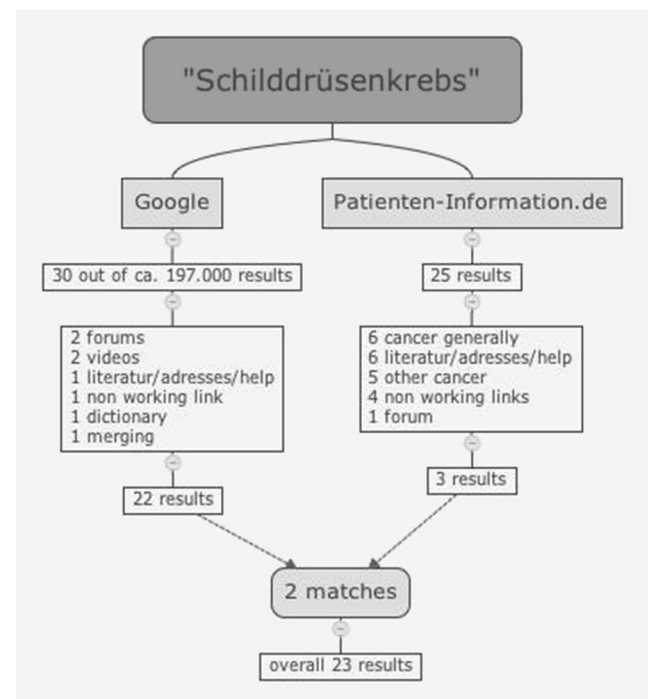 "Schilddrüsenkrebs"
Google
Patienten-Information.de
30 out of ca. 197.000 results
25 results
2 forums
2 videos
1 literatur/adresses/help
1 non working link
1 dictionary
1 merging
6 cancer generally
6 literatur/adresses/help
5 other cancer
4 non working links
1 forum
22 results
3 results
2 matches
overall 23 results